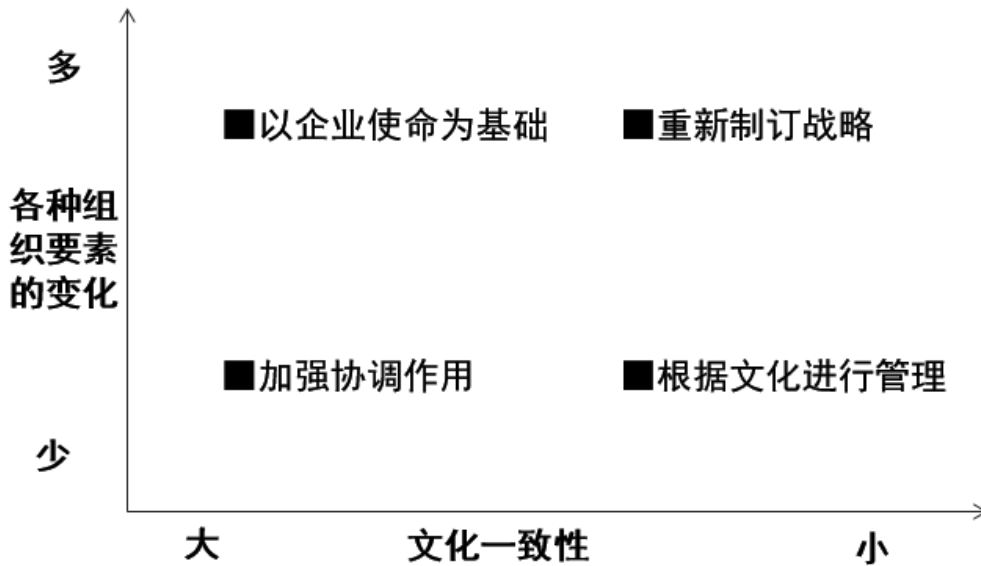 多
■以企业使命为基础
■重新制订战略
各种组
织要素
的变化
■加强协调作用
■根据文化进行管理
少
大
文化一致性
小